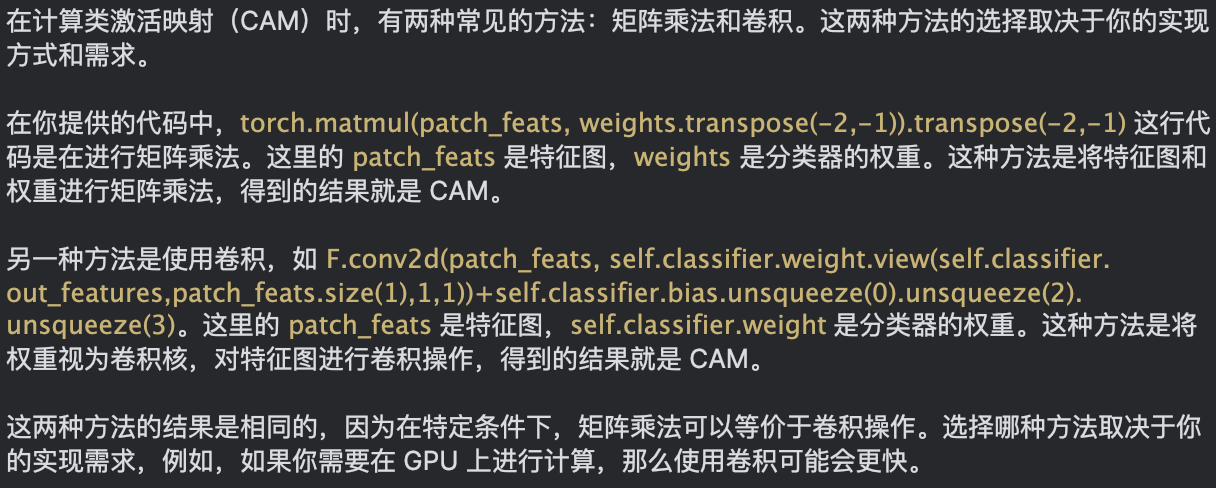 在计算类激活映射（CAM）时，有两种常见的方法：矩阵乘法和卷积。这两种方法的选择取决于你的实现
方式和需求。
在你提供的代码中，torch.matmul(patch_feats, weights.transpose(-2,-1)).transpose(-2,-1) 这行代
码是在进行矩阵乘法。这里的 patch_feats 是特征图，weights 是分类器的权重。这种方法是将特征图和
权重进行矩阵乘法，得到的结果就是 CAM。
另一种方法是使用卷积，如 F.conv2d(patch_feats, self.classifier.weight.view(self.classifier.
out_features,patch_feats.size(1),1,1))+self.classifier.bias.unsqueeze(0).unsqueeze(2).
unsqueeze(3)。这里的 patch_feats 是特征图，self.classifier.weight 是分类器的权重。这种方法是将
权重视为卷积核，对特征图进行卷积操作，得到的结果就是 CAM。
这两种方法的结果是相同的，因为在特定条件下，矩阵乘法可以等价于卷积操作。选择哪种方法取决于你
的实现需求，例如，如果你需要在 GPU 上进行计算，那么使用卷积可能会更快。